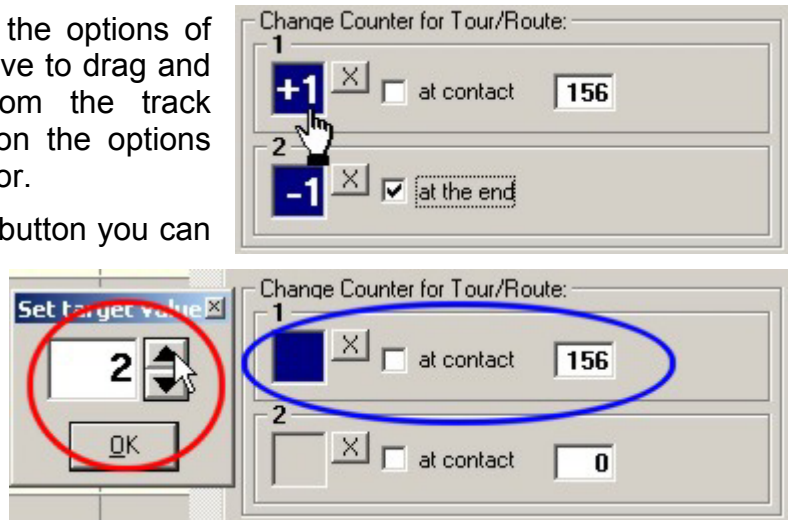 the options of
ve to drag and
om the track
on the options
or.
button you can
Change Counter for Tour/Route:
1
+1 X at contact 156
2
-1 X at the end
Set target value X
2
OK
Change Counter for Tour/Route:
1
X at contact 156
2
X at contact 0